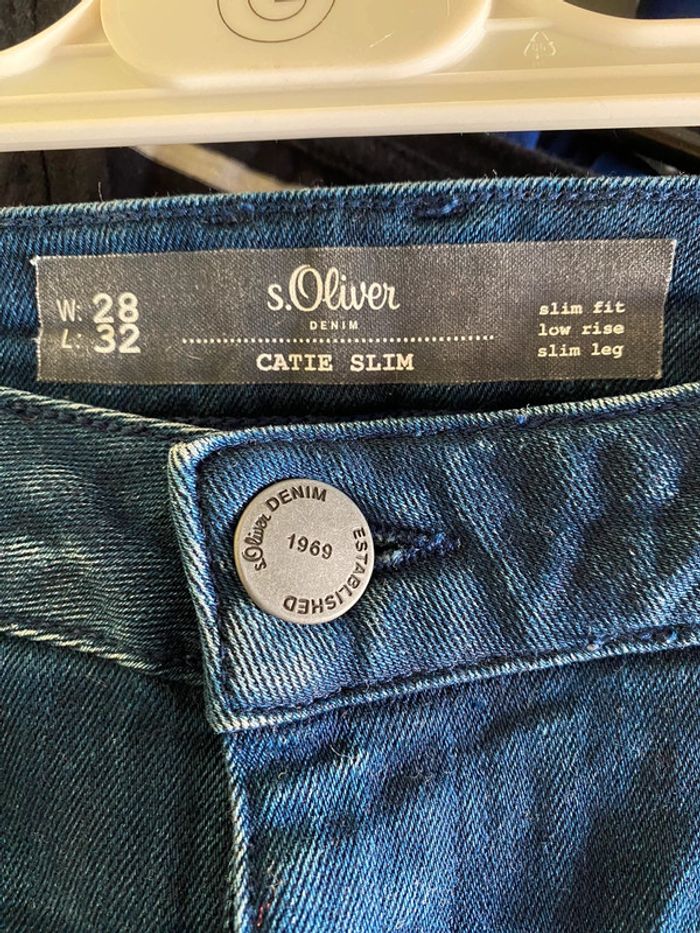 W: 28
L: 32
s.Oliver
DENIM
CATIE SLIM
slim fit
low rise
slim leg
s.Oliver DENIM
1969
ESTABLISHED